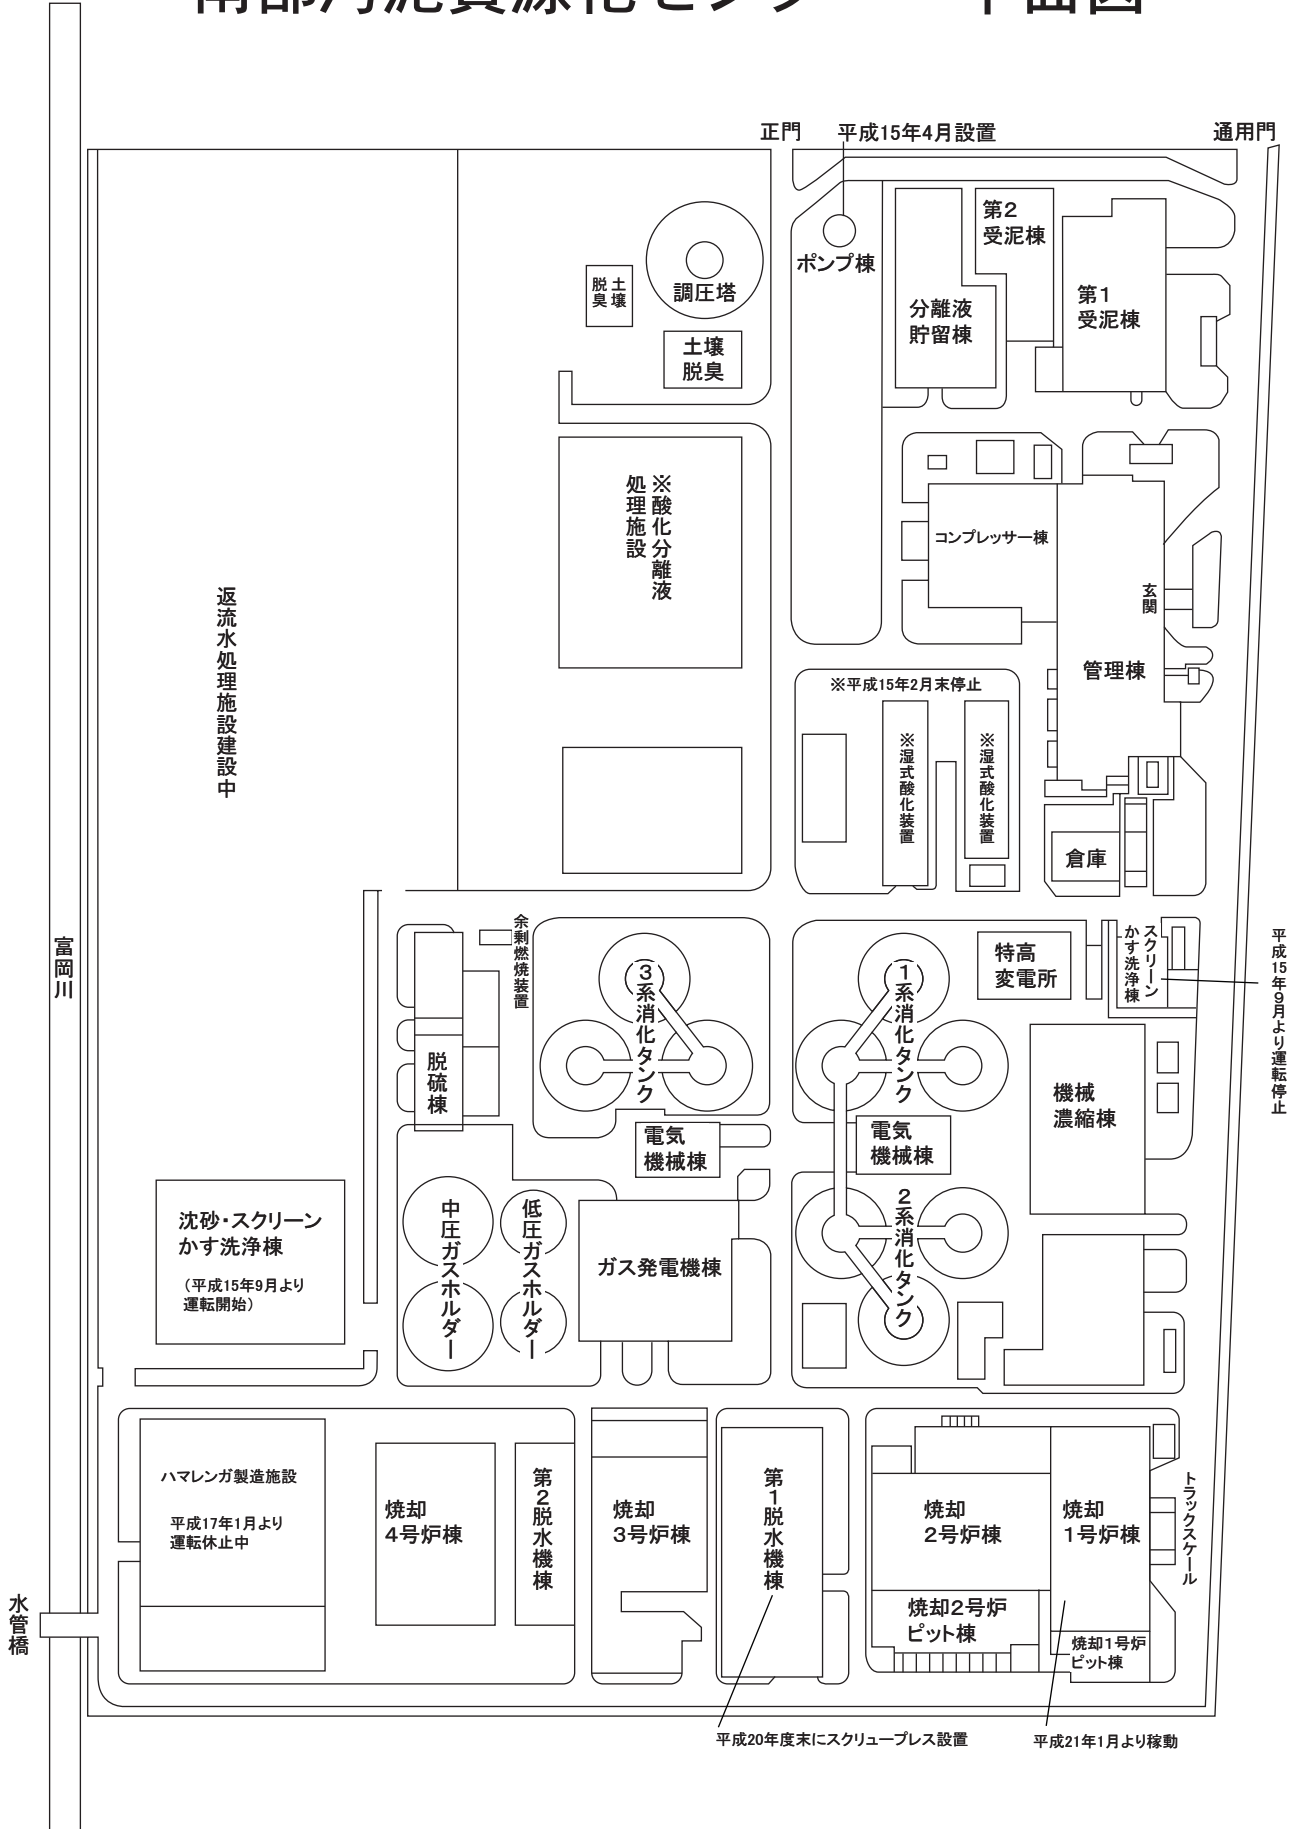 南部汚泥資源化センター 平面図
正門
平成15年4月設置
通用門
ポンプ棟
第2
受泥棟
第1
受泥棟
分離液
貯留棟
調圧塔
土壌
脱臭
土壌
脱臭
※酸化分離液
処理施設
返流水処理施設建設中
コンプレッサー棟
玄関
管理棟
※平成15年2月末停止
※湿式酸化装置
※湿式酸化装置
倉庫
富岡川
余剰燃焼装置
3系消化タンク
1系消化タンク
特高
変電所
スクリーン
かす洗浄棟
平成15年9月より運転停止
脱硫棟
電気
機械棟
電気
機械棟
機械
濃縮棟
沈砂・スクリーン
かす洗浄棟
(平成15年9月より
運転開始)
中圧ガスホルダー
低圧ガスホルダー
ガス発電機棟
2系消化タンク
ハマレンガ製造施設
平成17年1月より
運転休止中
焼却
4号炉棟
第2脱水機棟
焼却
3号炉棟
第1脱水機棟
焼却
2号炉棟
焼却
1号炉棟
トラックスケール
焼却2号炉
ピット棟
焼却1号炉
ピット棟
水管橋
平成20年度末にスクリュープレス設置
平成21年1月より稼動